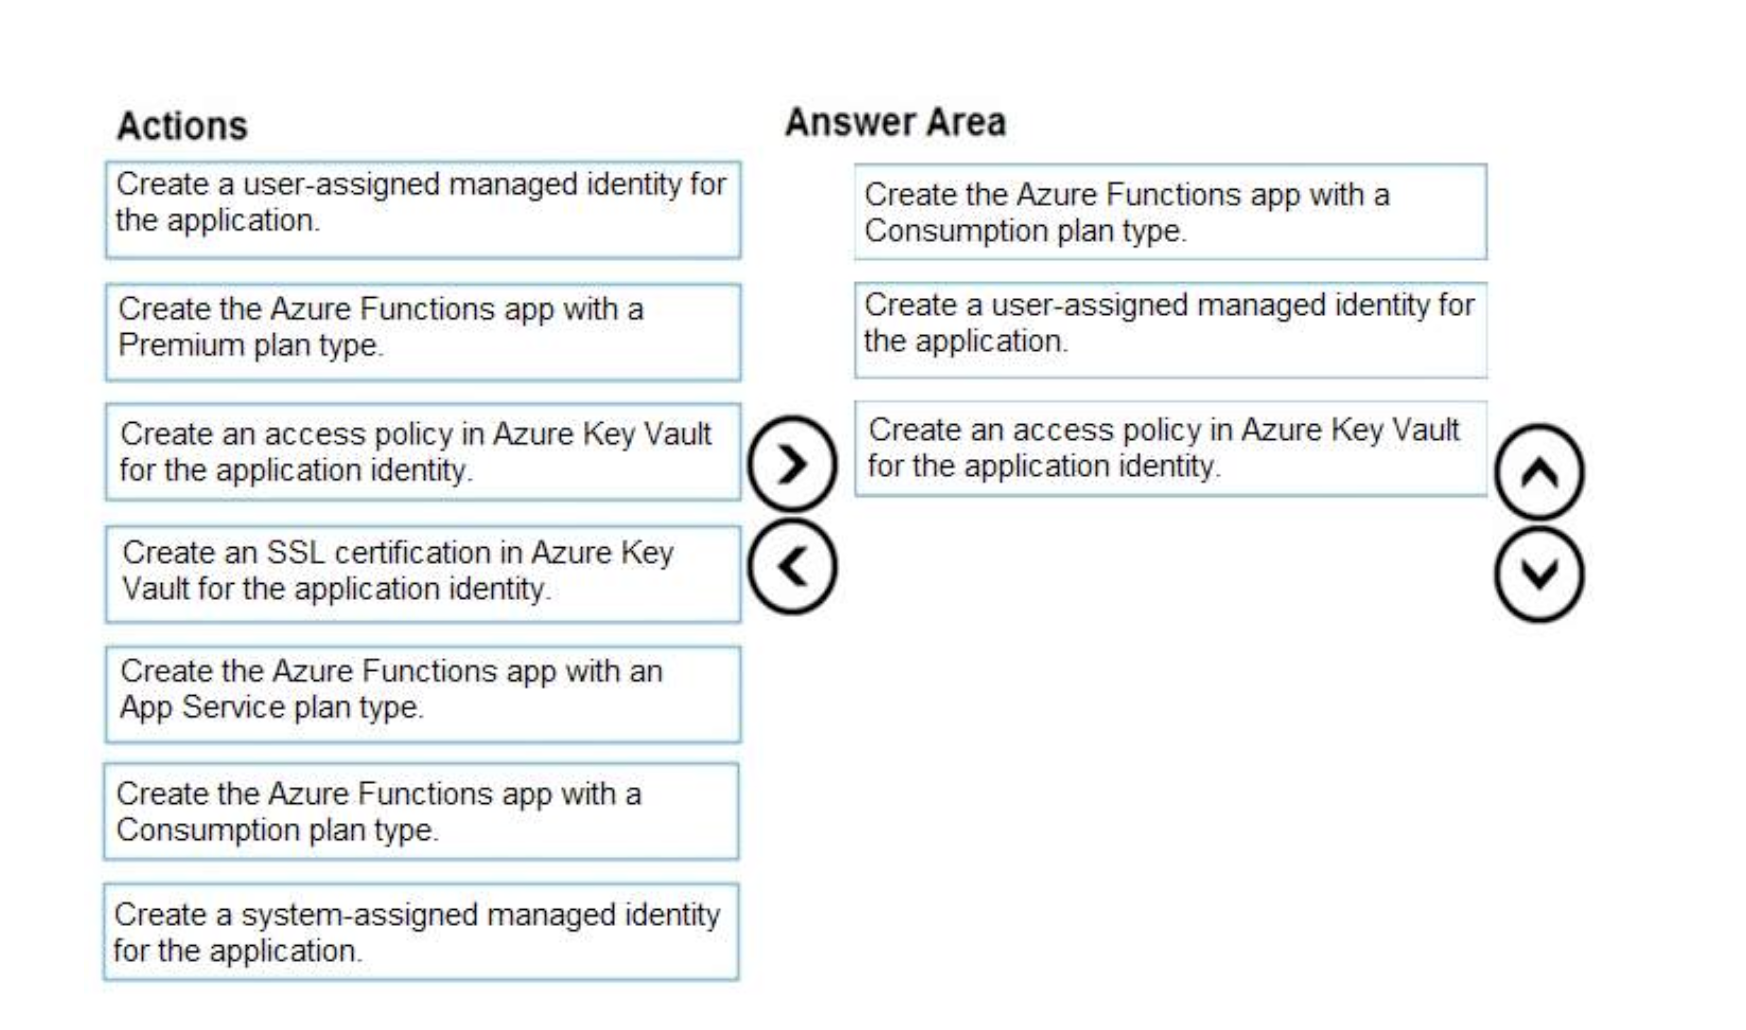 Actions
Create a user-assigned managed identity for
the application.
Create the Azure Functions app with a
Premium plan type.
Create an access policy in Azure Key Vault
for the application identity.
Create an SSL certification in Azure Key
Vault for the application identity.
Create the Azure Functions app with an
App Service plan type.
Create the Azure Functions app with a
Consumption plan type.
Create a system-assigned managed identity
for the application.
Answer Area
Create the Azure Functions app with a
Consumption plan type.
Create a user-assigned managed identity for
the application.
Create an access policy in Azure Key Vault
for the application identity.